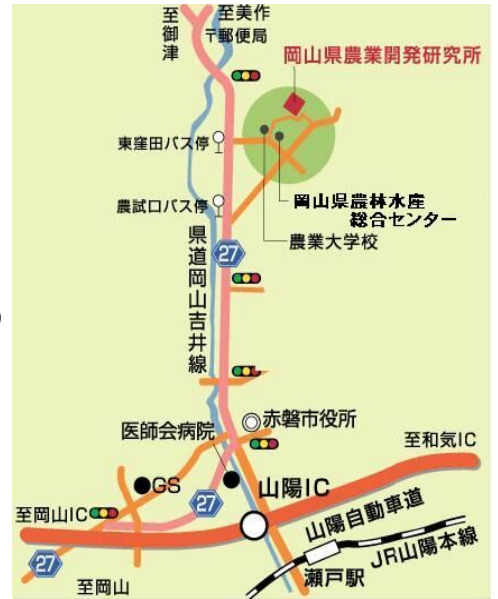 至美作
至御津
〒郵便局
岡山県農業開発研究所
東窪田バス停
岡山県農林水産
総合センター
農試口バス停
農業大学校
県道岡山吉井線
27
赤磐市役所
医師会病院
至和気IC
GS
山陽IC
27
至岡山IC
山陽自動車道
JR山陽本線
27
瀬戸駅
至岡山